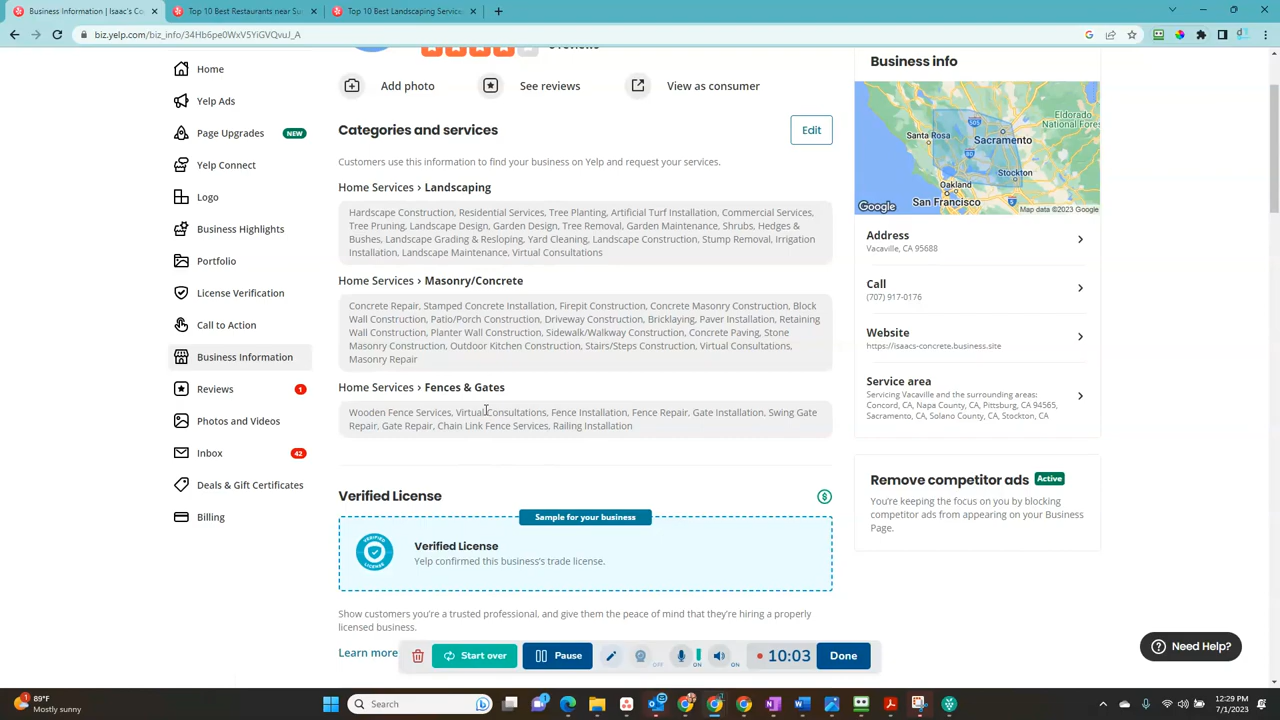 Business Information | Isaac's Co
Top 10 Best Restaurants near Su
Top 10 Best Landscaping Service
biz.yelp.com/biz_info/34Hb6pe0WxV5YiGVQvuJ_A
Home
Yelp Ads
Page Upgrades NEW
Yelp Connect
Logo
Business Highlights
Portfolio
License Verification
Call to Action
Business Information
Reviews 1
Photos and Videos
Inbox 42
Deals & Gift Certificates
Billing
Add photo
See reviews
View as consumer
Categories and services
Edit
Customers use this information to find your business on Yelp and request your services.
Home Services › Landscaping
Hardscape Construction, Residential Services, Tree Planting, Artificial Turf Installation, Commercial Services,
Tree Pruning, Landscape Design, Garden Design, Tree Removal, Garden Maintenance, Shrubs, Hedges &
Bushes, Landscape Grading & Resloping, Yard Cleaning, Landscape Construction, Stump Removal, Irrigation
Installation, Landscape Maintenance, Virtual Consultations
Home Services › Masonry/Concrete
Concrete Repair, Stamped Concrete Installation, Firepit Construction, Concrete Masonry Construction, Block
Wall Construction, Patio/Porch Construction, Driveway Construction, Bricklaying, Paver Installation, Retaining
Wall Construction, Planter Wall Construction, Sidewalk/Walkway Construction, Concrete Paving, Stone
Masonry Construction, Outdoor Kitchen Construction, Stairs/Steps Construction, Virtual Consultations,
Masonry Repair
Home Services › Fences & Gates
Wooden Fence Services, Virtual Consultations, Fence Installation, Fence Repair, Gate Installation, Swing Gate
Repair, Gate Repair, Chain Link Fence Services, Railing Installation
Verified License
Sample for your business
VERIFIED LICENSE
Verified License
Yelp confirmed this business's trade license.
Show customers you're a trusted professional, and give them the peace of mind that they're hiring a properly
licensed business.
Learn more
Start over
Pause
OFF
ON
ON
10:03
Done
Business info
Eldorado
National Fores
Santa Rosa
505
Sacramento
80
Stockton
Oakland
San Francisco
Google
Map data ©2023 Google
Address
Vacaville, CA 95688
Call
(707) 917-0176
Website
https://isaacs-concrete.business.site
Service area
Servicing Vacaville and the surrounding areas;
Concord, CA, Napa County, CA, Pittsburg, CA 94565,
Sacramento, CA, Solano County, CA, Stockton, CA
Remove competitor ads Active
You're keeping the focus on you by blocking
competitor ads from appearing on your Business
Page.
Need Help?
89°F
Mostly sunny
Search
12:29 PM
7/1/2023